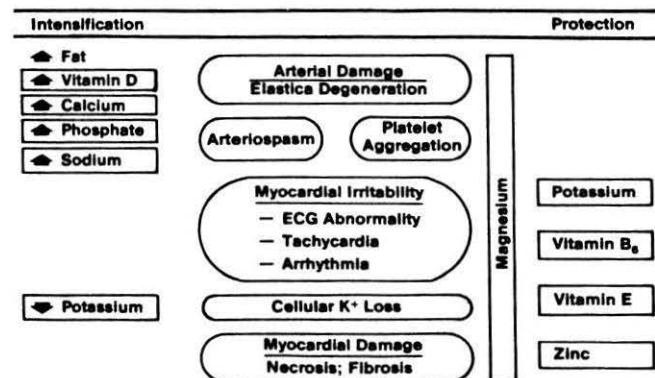 Intensification
Protection
Fat
Vitamin D
Calcium
Phosphate
Sodium
Potassium
Arterial Damage
Elastica Degeneration
Arteriospasm
Platelet
Aggregation
Myocardial Irritability
— ECG Abnormality
— Tachycardia
— Arrhythmia
Cellular K⁺ Loss
Myocardial Damage
Necrosis; Fibrosis
Magnesium
Potassium
Vitamin B₆
Vitamin E
Zinc